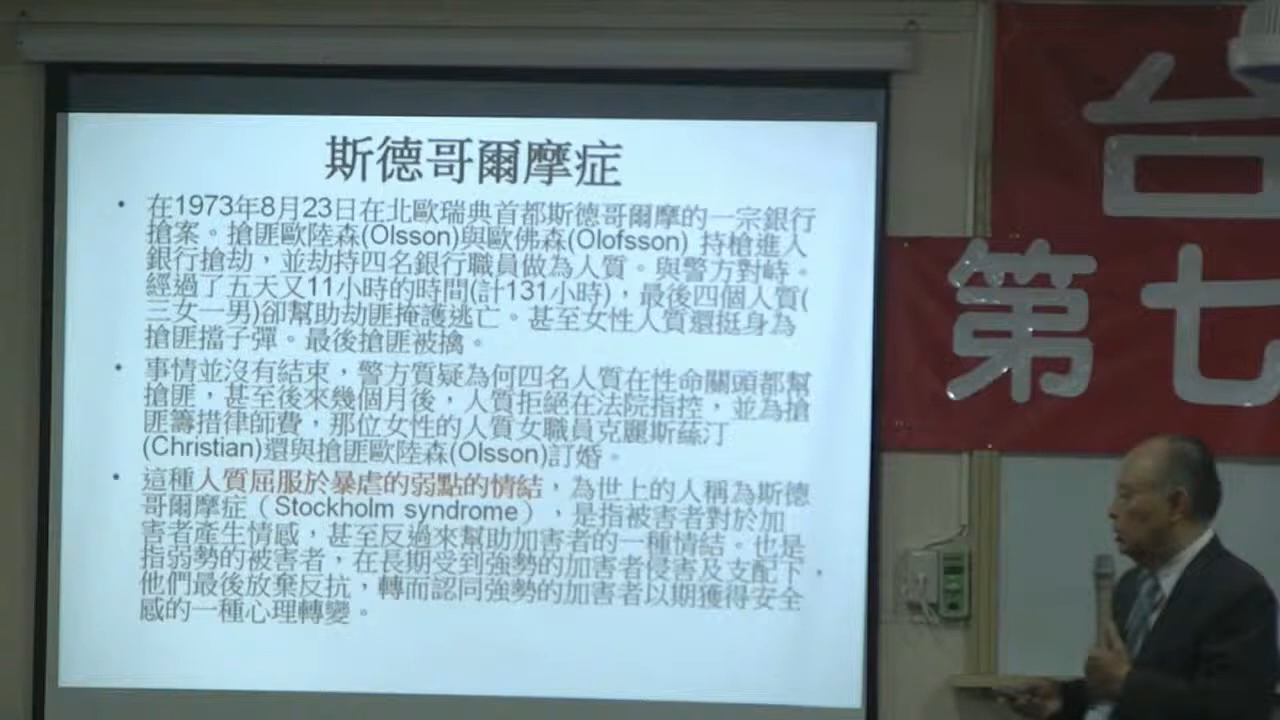 斯德哥爾摩症
• 在1973年8月23日在北歐瑞典首都斯德哥爾摩的一宗銀行
搶案。搶匪歐陸森(Olsson)與歐佛森(Olofsson) 持槍進入
銀行搶劫，並劫持四名銀行職員做為人質。與警方對峙。
經過了五天又11小時的時間(計131小時)，最後四個人質(
三女一男)卻幫助劫匪掩護逃亡。甚至女性人質還挺身為
搶匪擋子彈。最後搶匪被擒。
• 事情並沒有結束，警方質疑為何四名人質在性命關頭都幫
搶匪，甚至後來幾個月後，人質拒絕在法院指控，並為搶
匪籌措律師費，那位女性的人質女職員克麗斯蕬汀
(Christian)還與搶匪歐陸森(Olsson)訂婚。
• 這種人質屈服於暴虐的弱點的情結，為世上的人稱為斯德
哥爾摩症（Stockholm syndrome），是指被害者對於加
害者產生情感，甚至反過來幫助加害者的一種情結。也是
指弱勢的被害者，在長期受到強勢的加害者侵害及支配下，
他們最後放棄反抗，轉而認同強勢的加害者以期獲得安全
感的一種心理轉變。
台
第七